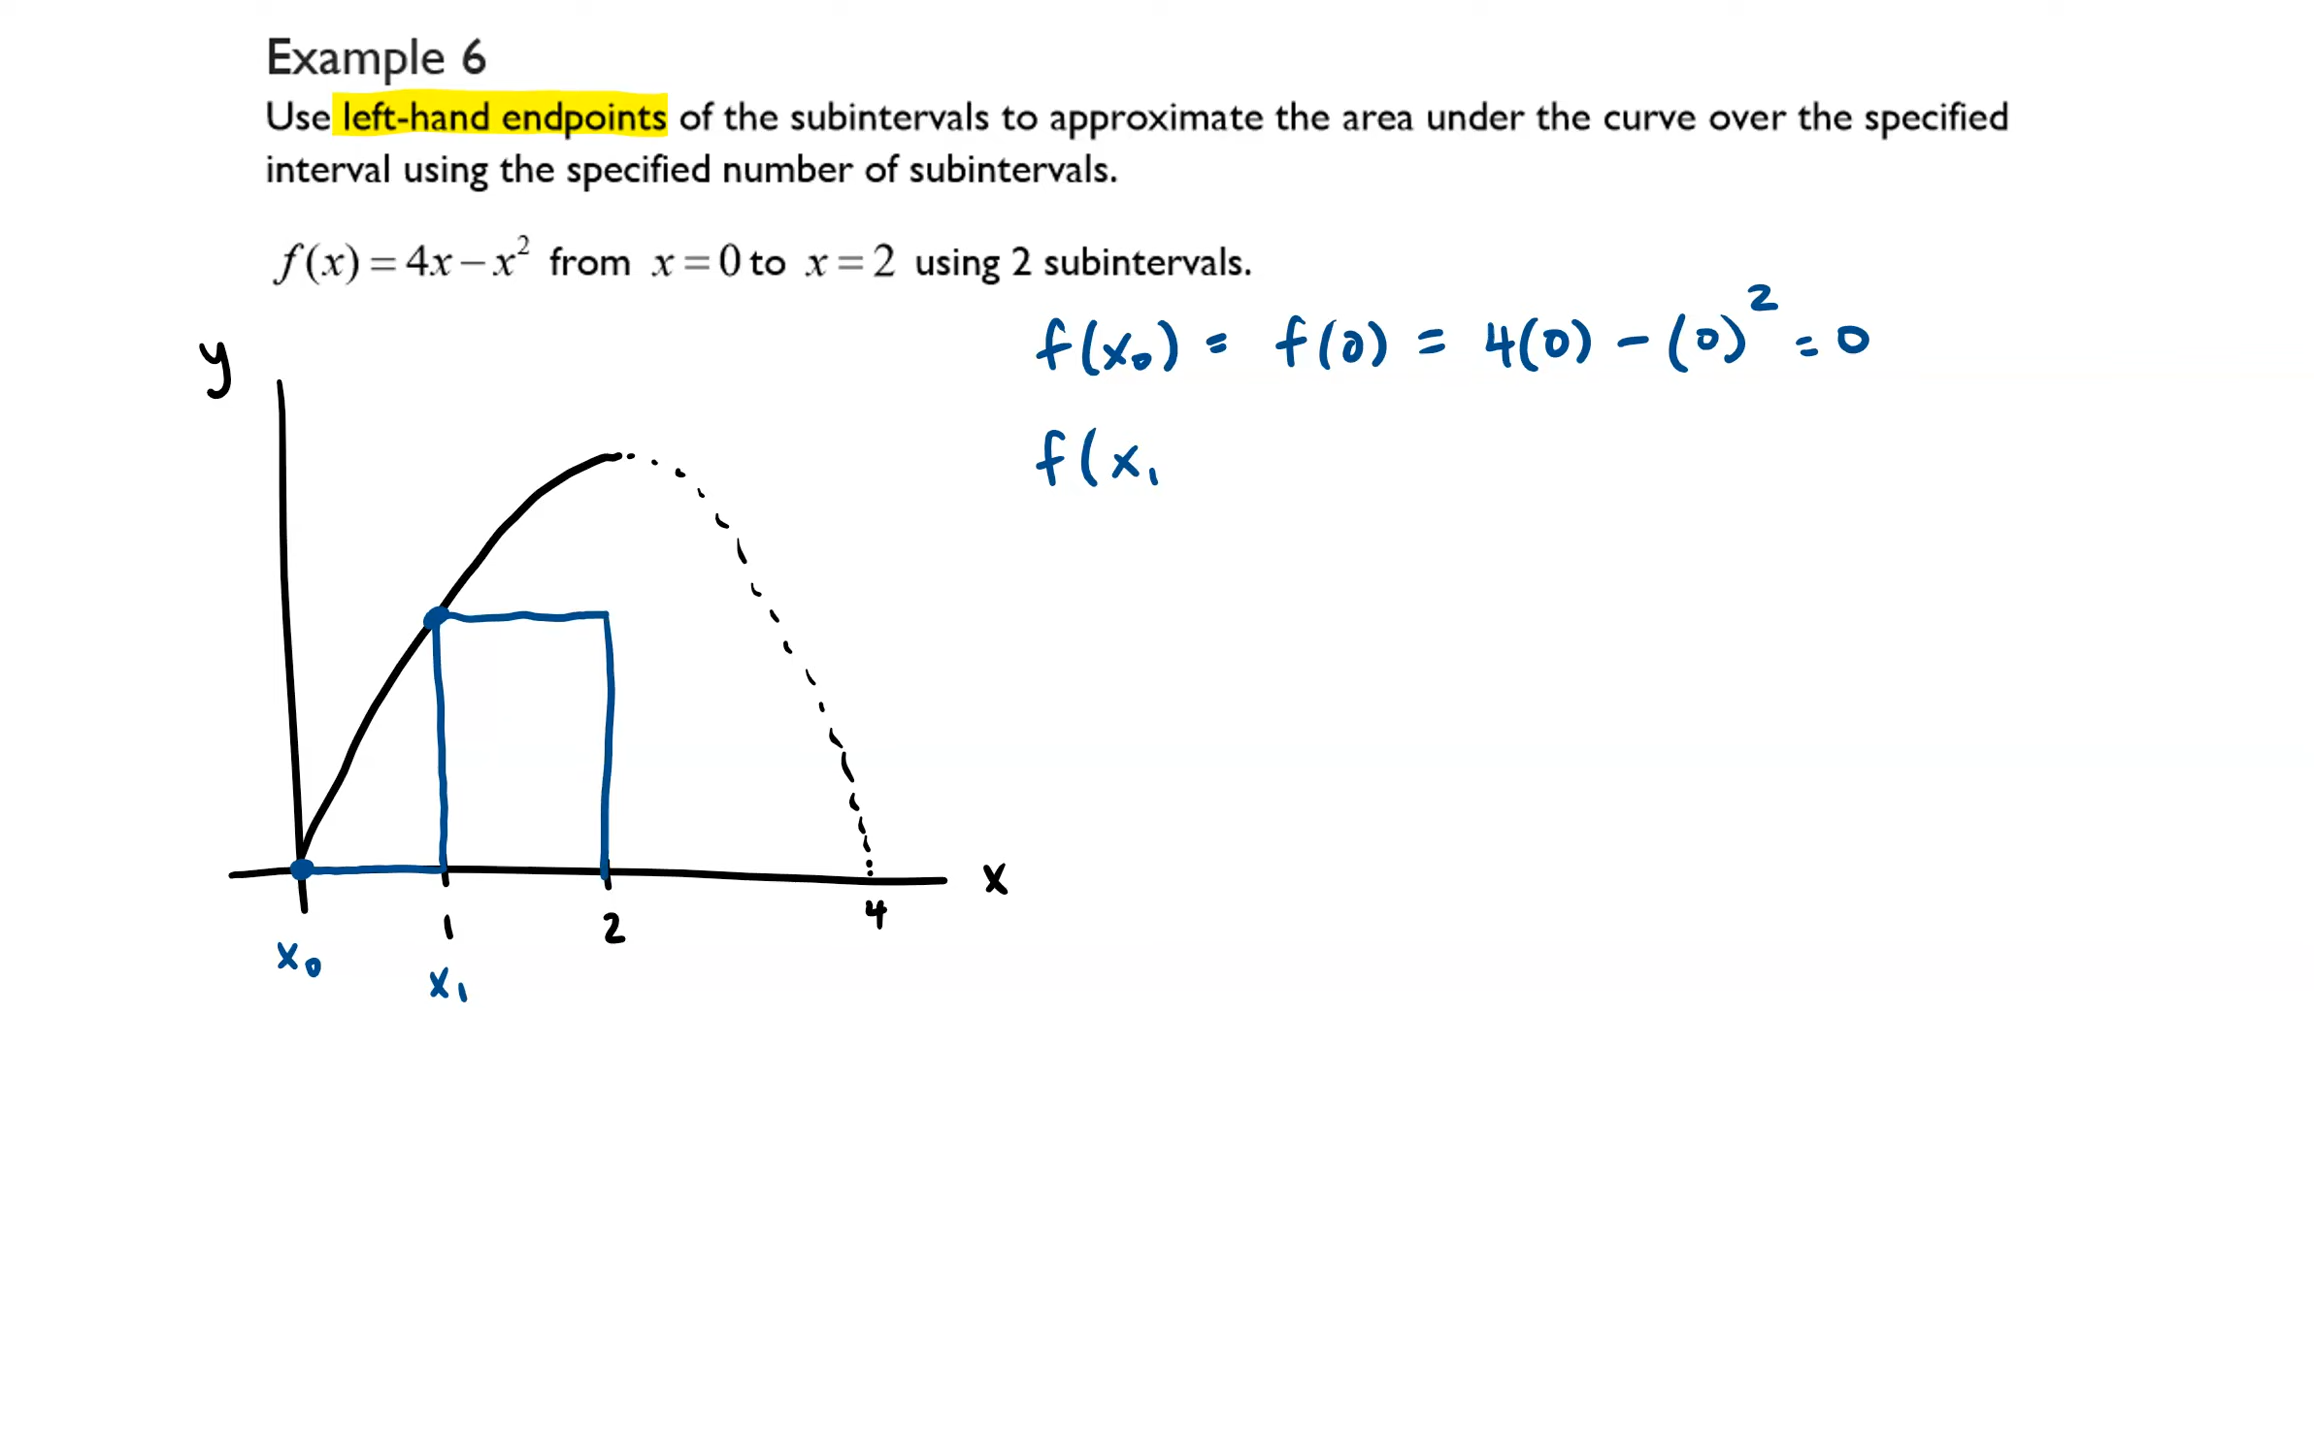 Example 6
Use left-hand endpoints of the subintervals to approximate the area under the curve over the specified
interval using the specified number of subintervals.
f(x)=4x−x² from x=0 to x=2 using 2 subintervals.
f(x₀) = f(0) = 4(0) - (0)² = 0
y
f(x₁
x
1 2 4
x₀ x₁